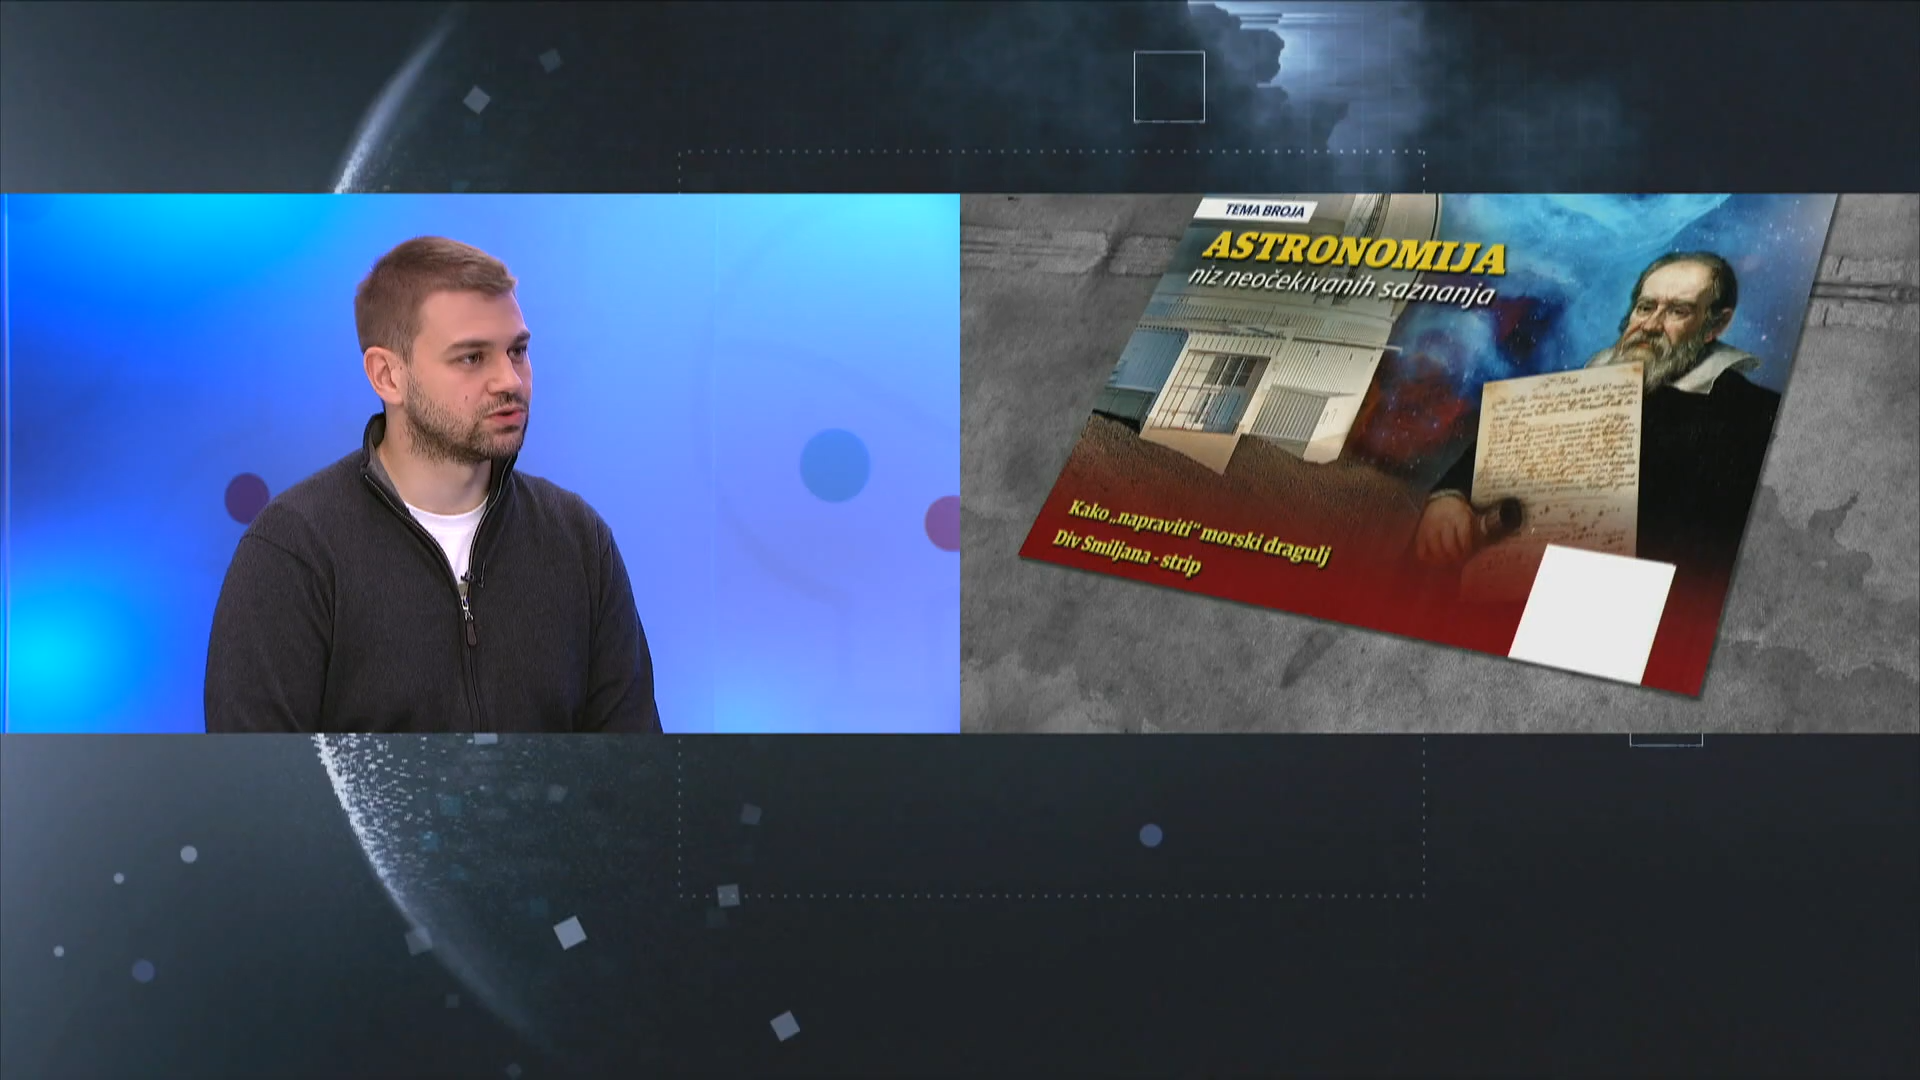 TEMA BROJA
ASTRONOMIJA
niz neočekivanih saznanja
Kako „napraviti“ morski dragulj
Div Smiljana - strip